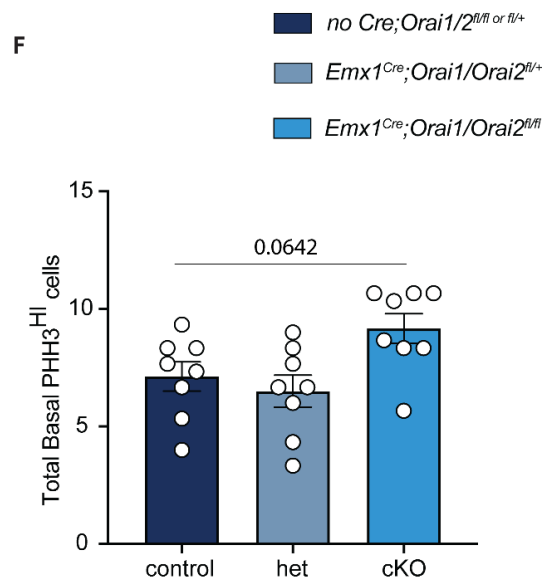 F
no Cre;Orai1/2fl/fl or fl/+
Emx1Cre;Orai1/Orai2fl/+
Emx1Cre;Orai1/Orai2fl/fl
15
0.0642
10
Total Basal PHH3HI cells
5
0
control het cKO